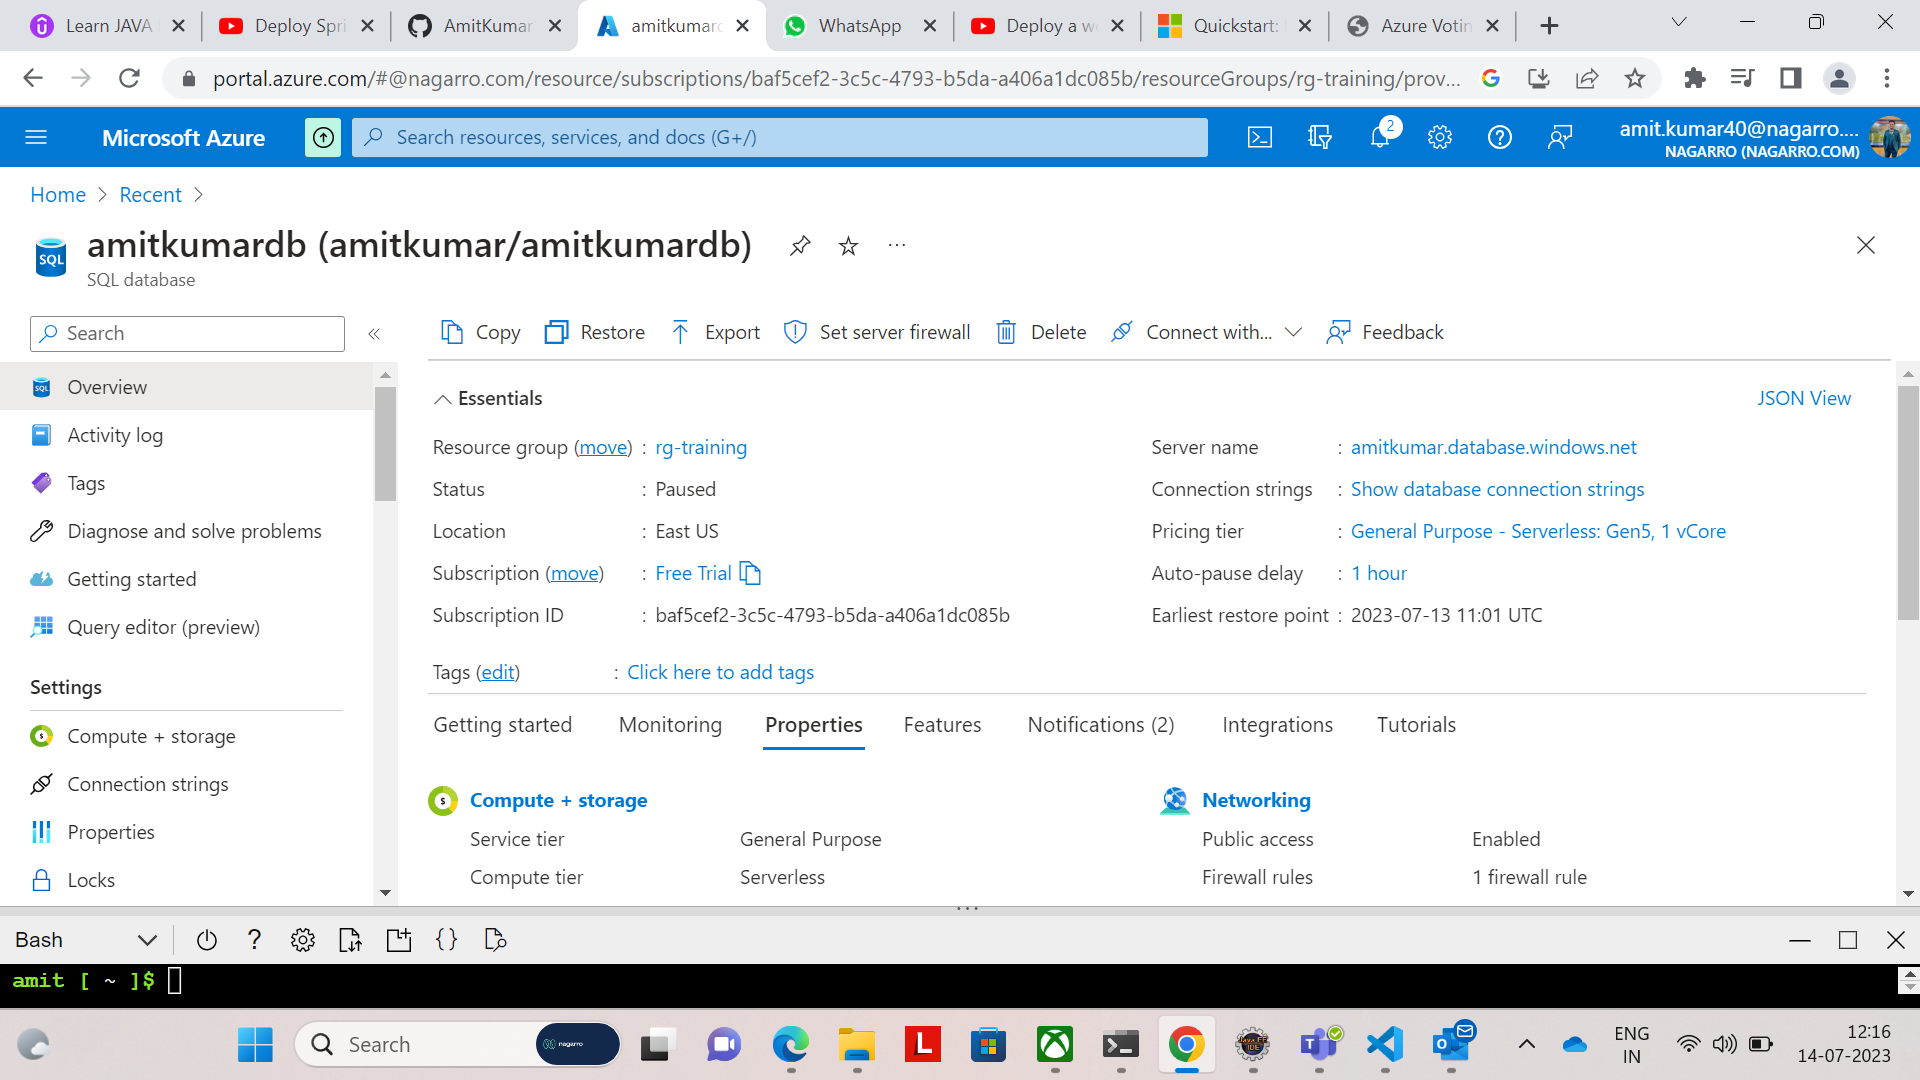 Learn JAVA
Deploy Spri
AmitKumar
amitkumard
WhatsApp
Deploy a we
Quickstart:
Azure Votin
portal.azure.com/#@nagarro.com/resource/subscriptions/baf5cef2-3c5c-4793-b5da-a406a1dc085b/resourceGroups/rg-training/prov...
Microsoft Azure
Search resources, services, and docs (G+/)
2
amit.kumar40@nagarro....
NAGARRO (NAGARRO.COM)
Home > Recent >
SQL
amitkumardb (amitkumar/amitkumardb)
SQL database
Search
Copy
Restore
Export
Set server firewall
Delete
Connect with...
Feedback
Overview
Activity log
Tags
Diagnose and solve problems
Getting started
Query editor (preview)
Settings
Compute + storage
Connection strings
Properties
Locks
Essentials
JSON View
Resource group (move) : rg-training
Status : Paused
Location : East US
Subscription (move) : Free Trial
Subscription ID : baf5cef2-3c5c-4793-b5da-a406a1dc085b
Server name : amitkumar.database.windows.net
Connection strings : Show database connection strings
Pricing tier : General Purpose - Serverless: Gen5, 1 vCore
Auto-pause delay : 1 hour
Earliest restore point : 2023-07-13 11:01 UTC
Tags (edit) : Click here to add tags
Getting started
Monitoring
Properties
Features
Notifications (2)
Integrations
Tutorials
Compute + storage
Service tier General Purpose
Compute tier Serverless
Networking
Public access Enabled
Firewall rules 1 firewall rule
Bash
amit [ ~ ]$
Search
nagarro
L
ENG
IN
12:16
14-07-2023